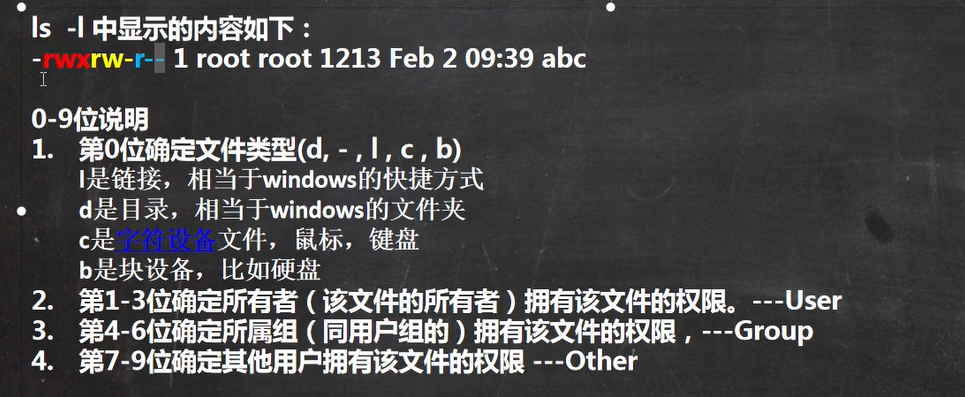 ls -l 中显示的内容如下：
-rwxrw-r-- 1 root root 1213 Feb 2 09:39 abc
0-9位说明
1. 第0位确定文件类型(d, - , l , c , b)
l是链接，相当于windows的快捷方式
d是目录，相当于windows的文件夹
c是字符设备文件，鼠标，键盘
b是块设备，比如硬盘
2. 第1-3位确定所有者（该文件的所有者）拥有该文件的权限。---User
3. 第4-6位确定所属组（同用户组的）拥有该文件的权限，---Group
4. 第7-9位确定其他用户拥有该文件的权限 ---Other